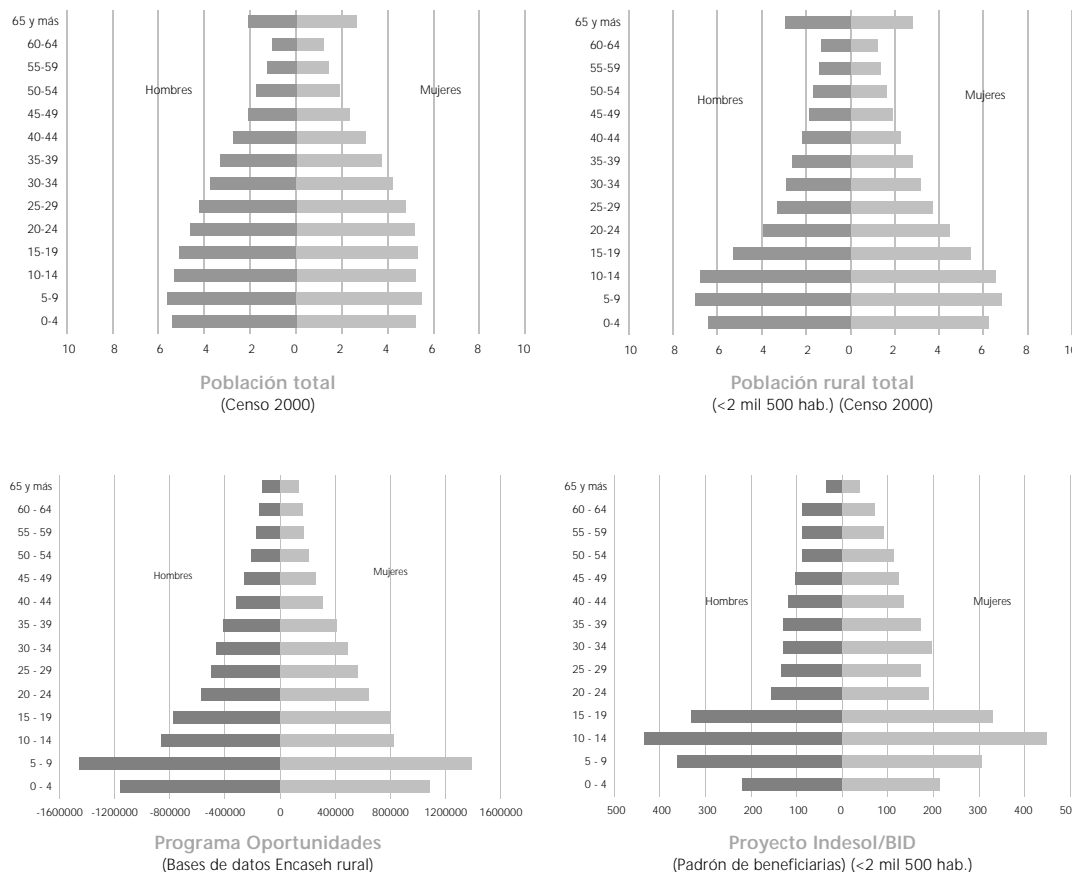 65 y más
60-64
55-59
50-54
45-49
40-44
35-39
30-34
25-29
20-24
15-19
10-14
5-9
0-4
Hombres
Mujeres
10 8 6 4 2 0 2 4 6 8 10
Población total
(Censo 2000)
65 y más
60-64
55-59
50-54
45-49
40-44
35-39
30-34
25-29
20-24
15-19
10-14
5-9
0-4
Hombres
Mujeres
10 8 6 4 2 0 2 4 6 8 10
Población rural total
(<2 mil 500 hab.) (Censo 2000)
65 y más
60 - 64
55 - 59
50 - 54
45 - 49
40 - 44
35 - 39
30 - 34
25 - 29
20 - 24
15 - 19
10 - 14
5 - 9
0 - 4
Hombres
Mujeres
-1600000 -1200000 -800000 -400000 0 400000 800000 1200000 1600000
Programa Oportunidades
(Bases de datos Encaseh rural)
65 y más
60 - 64
55 - 59
50 - 54
45 - 49
40 - 44
35 - 39
30 - 34
25 - 29
20 - 24
15 - 19
10 - 14
5 - 9
0 - 4
Hombres
Mujeres
500 400 300 200 100 0 100 200 300 400 500
Proyecto Indesol/BID
(Padrón de beneficiarias) (<2 mil 500 hab.)